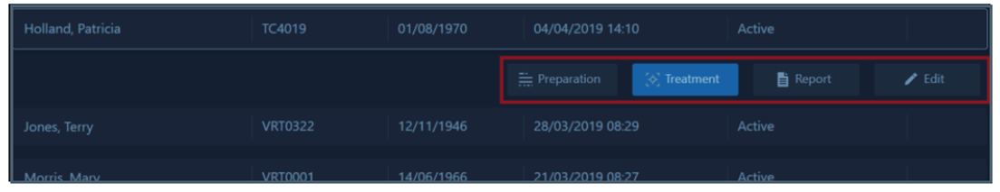 Holland, Patricia TC4019 01/08/1970 04/04/2019 14:10 Active
Preparation Treatment Report Edit
Jones, Terry VRT0322 12/11/1946 28/03/2019 08:29 Active
Morris, Mary VRT0001 14/06/1966 21/03/2019 08:27 Active